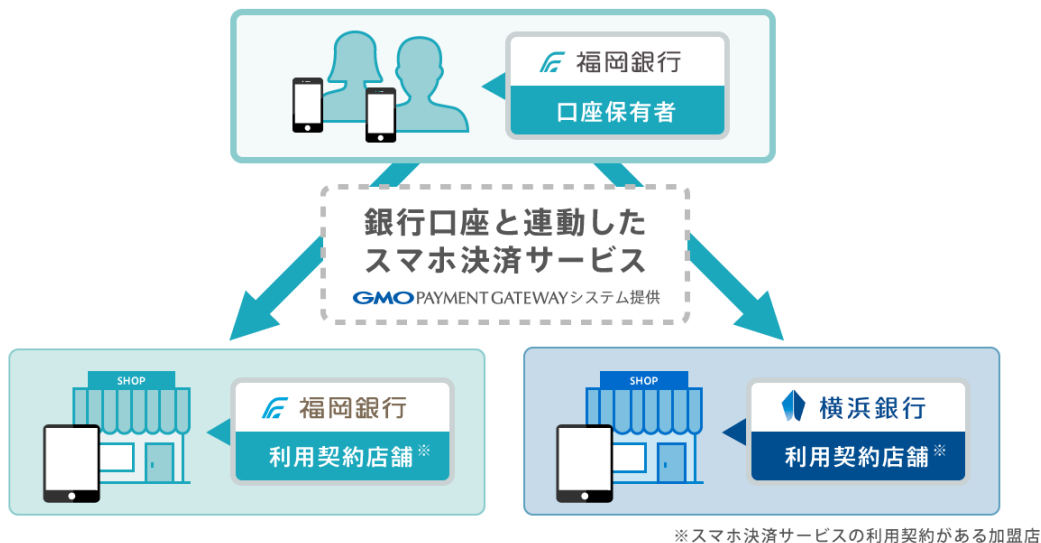 福岡銀行
口座保有者
銀行口座と連動した
スマホ決済サービス
GMO PAYMENT GATEWAYシステム提供
SHOP
福岡銀行
利用契約店舗※
SHOP
横浜銀行
利用契約店舗※
※スマホ決済サービスの利用契約がある加盟店